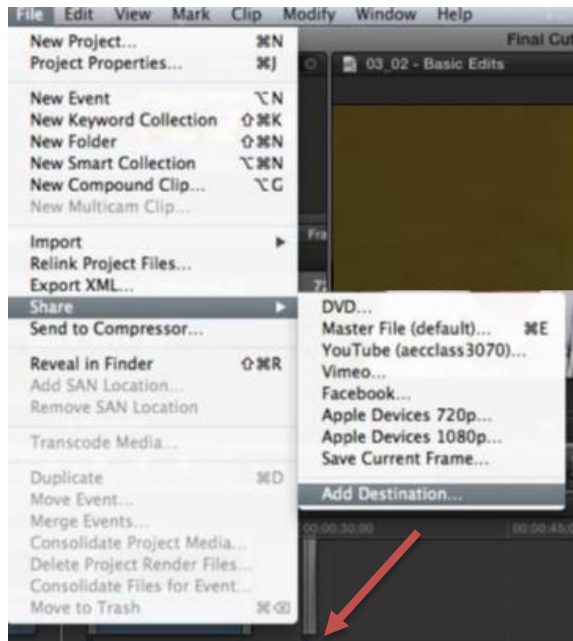 File Edit View Mark Clip Modify Window Help
New Project... ⌘N
Final Cut
Project Properties... ⌘J
03_02 - Basic Edits
New Event ⌥N
New Keyword Collection ⇧⌘K
New Folder ⇧⌘N
New Smart Collection ⌥⌘N
New Compound Clip... ⌥G
New Multicam Clip...
Fra
Import
Relink Project Files...
Export XML...
Share
Send to Compressor...
Reveal in Finder ⇧⌘R
Add SAN Location...
Remove SAN Location
Transcode Media...
Duplicate ⌘D
Move Event...
Merge Events...
Consolidate Project Media...
Delete Project Render Files...
Consolidate Files for Event...
Move to Trash ⌘⌫
DVD...
Master File (default)... ⌘E
YouTube (aecclass3070)...
Vimeo...
Facebook...
Apple Devices 720p...
Apple Devices 1080p...
Save Current Frame...
Add Destination...
00:00:30:00 00:00:45:0